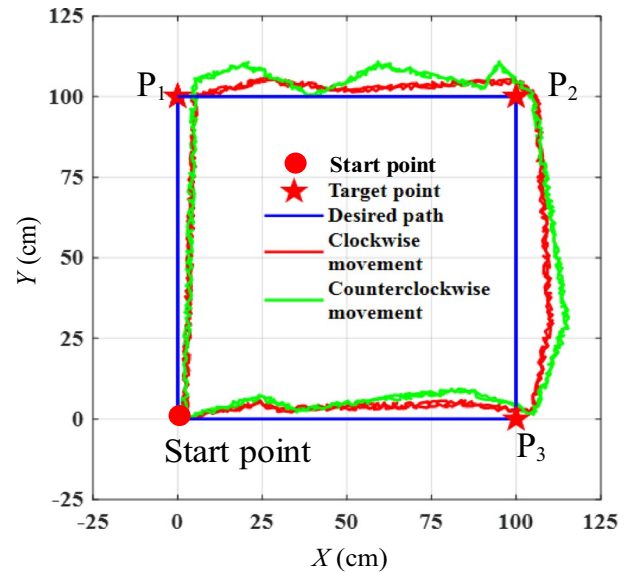 125
P1
P2
100
Start point
75
Target point
Desired path
Y (cm)
50
Clockwise
movement
Counterclockwise
25
movement
0
Start point
P3
-25
-25 0 25 50 75 100 125
X (cm)